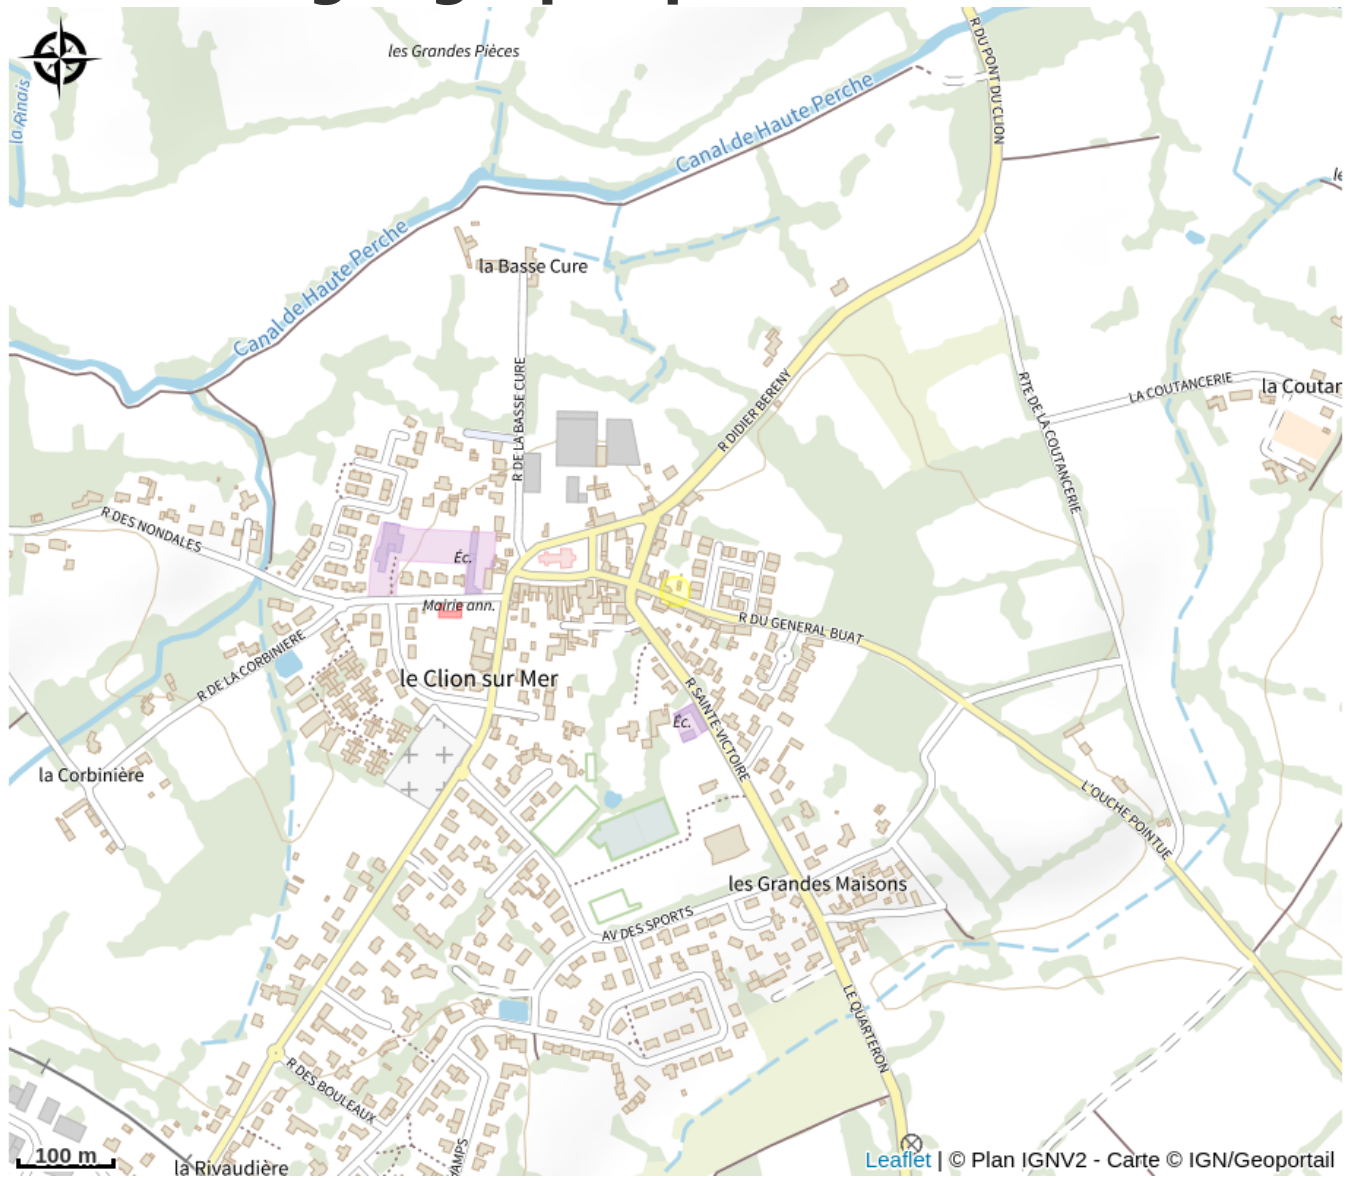 les Grandes Pièces
la Rinais
R DU PONT DU CLION
Canal de Haute Perche
Canal de Haute Perche
la Basse Cure
R DE LA BASSE CURE
R DIDIER BERENY
RTE DE LA COUTANCERIE
LA COUTANCERIE
la Coutar
R DES NONDALES
Éc.
Mairie ann.
R DU GENERAL BUAT
R DE LA CORBINIERE
le Clion sur Mer
R SAINTE-VICTOIRE
Éc.
la Corbinière
L'OUCHE POINTUE
les Grandes Maisons
AV DES SPORTS
LE QUARTERON
R DES BOULEAUX
100 m
la Rivaudière
Leaflet | © Plan IGNV2 - Carte © IGN/Geoportail